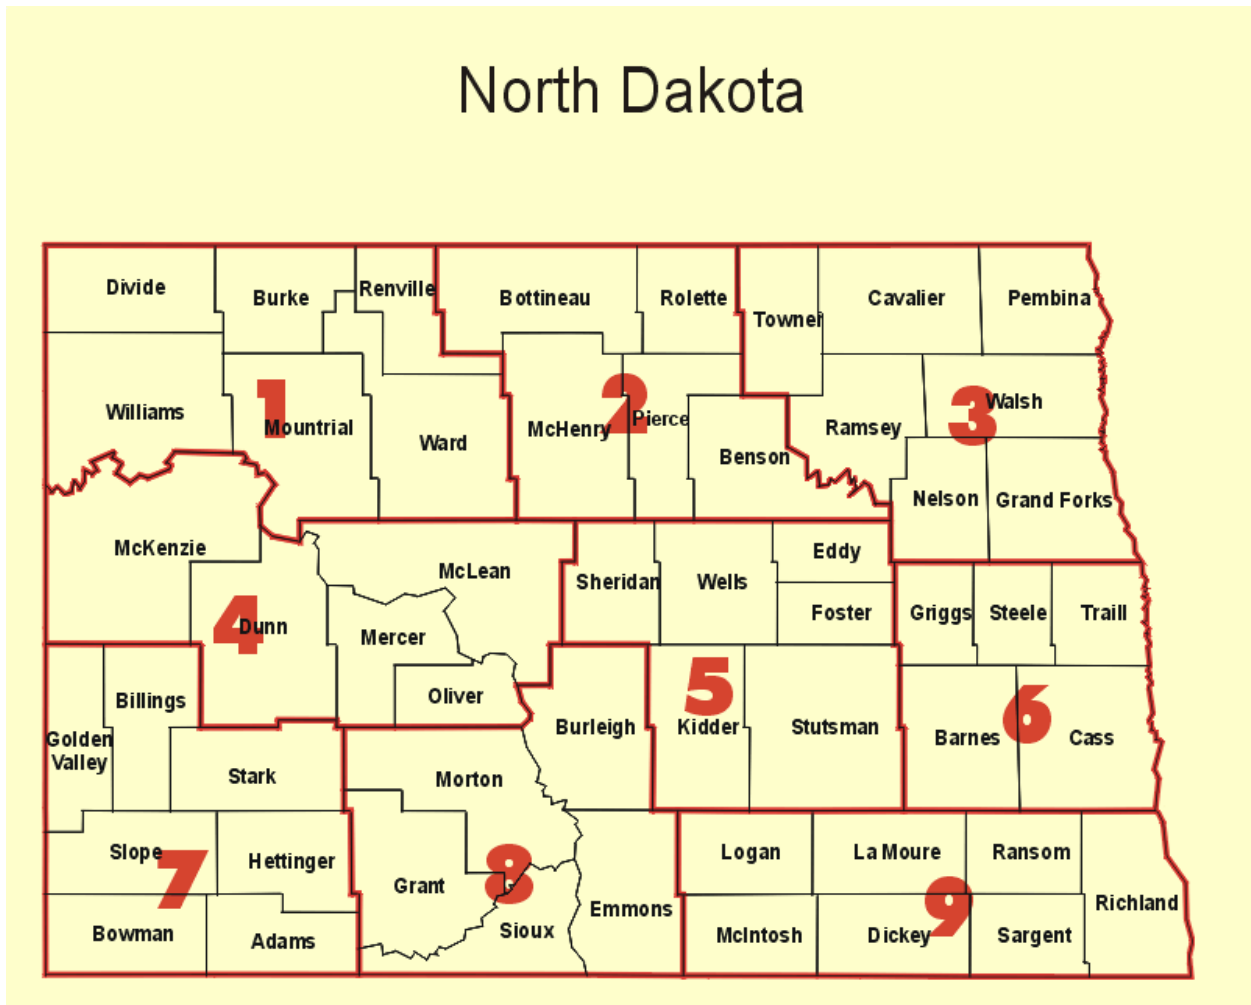 North Dakota
Divide
Burke
Renville
Bottineau
Rolette
Towner
Cavalier
Pembina
Williams
1
Mountrial
Ward
McHenry
2
Pierce
Benson
Ramsey
3
Walsh
Nelson
Grand Forks
McKenzie
McLean
Sheridan
Wells
Eddy
Foster
Griggs
Steele
Traill
4
Dunn
Mercer
Oliver
Billings
Golden
Valley
Stark
Burleigh
5
Kidder
Stutsman
Barnes
6
Cass
Morton
Slope
7
Hettinger
Grant
8
Sioux
Emmons
Logan
La Moure
Ransom
Richland
Bowman
Adams
McIntosh
Dickey
9
Sargent